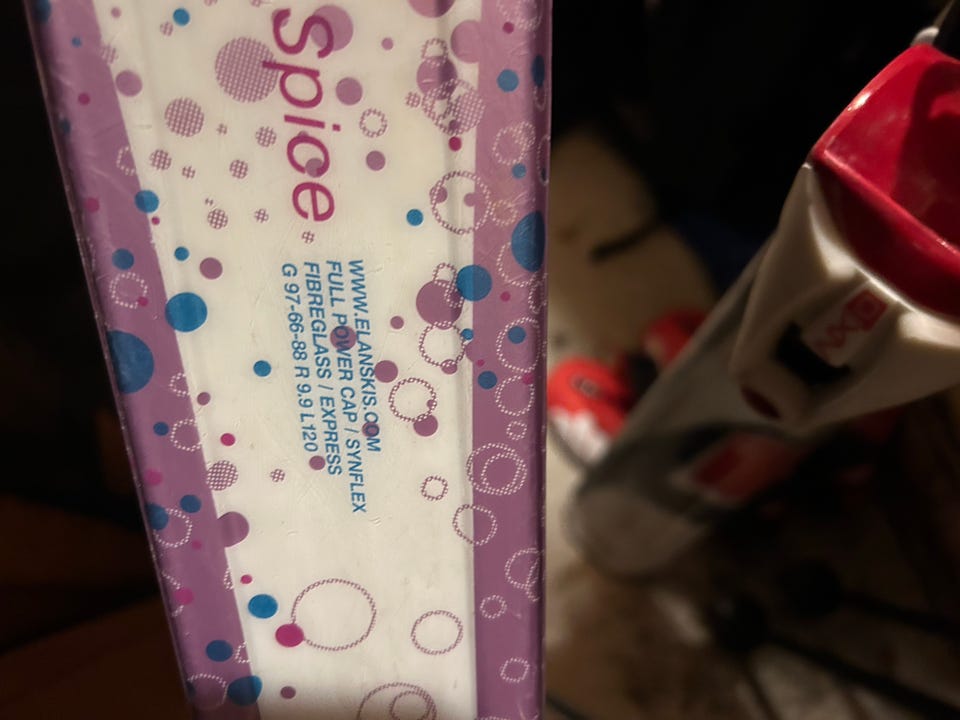 Spice
WWW.ELANSKIS.COM
FULL POWER CAP / SYNFLEX
FIBREGLASS / EXPRESS
G 97-66-88 R 9.9 L120